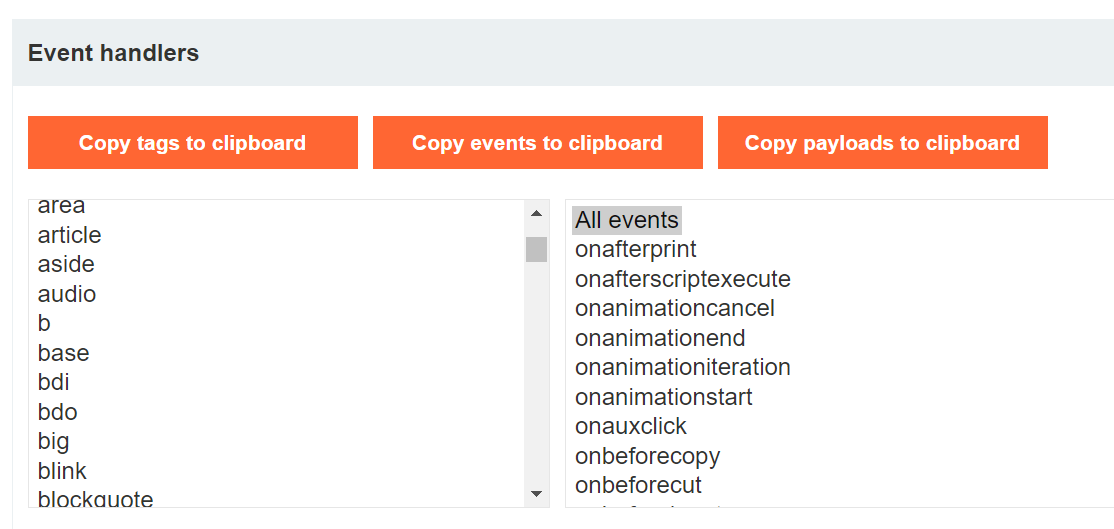 Event handlers
Copy tags to clipboard
Copy events to clipboard
Copy payloads to clipboard
area
article
aside
audio
b
base
bdi
bdo
big
blink
blockquote
All events
onafterprint
onafterscriptexecute
onanimationcancel
onanimationend
onanimationiteration
onanimationstart
onauxclick
onbeforecopy
onbeforecut